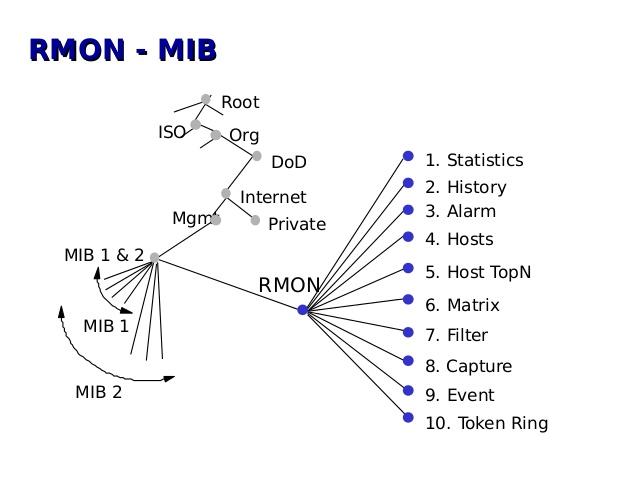 RMON - MIB
Root
ISO
Org
DoD
Internet
Mgmt
Private
MIB 1 & 2
RMON
MIB 1
MIB 2
1. Statistics
2. History
3. Alarm
4. Hosts
5. Host TopN
6. Matrix
7. Filter
8. Capture
9. Event
10. Token Ring